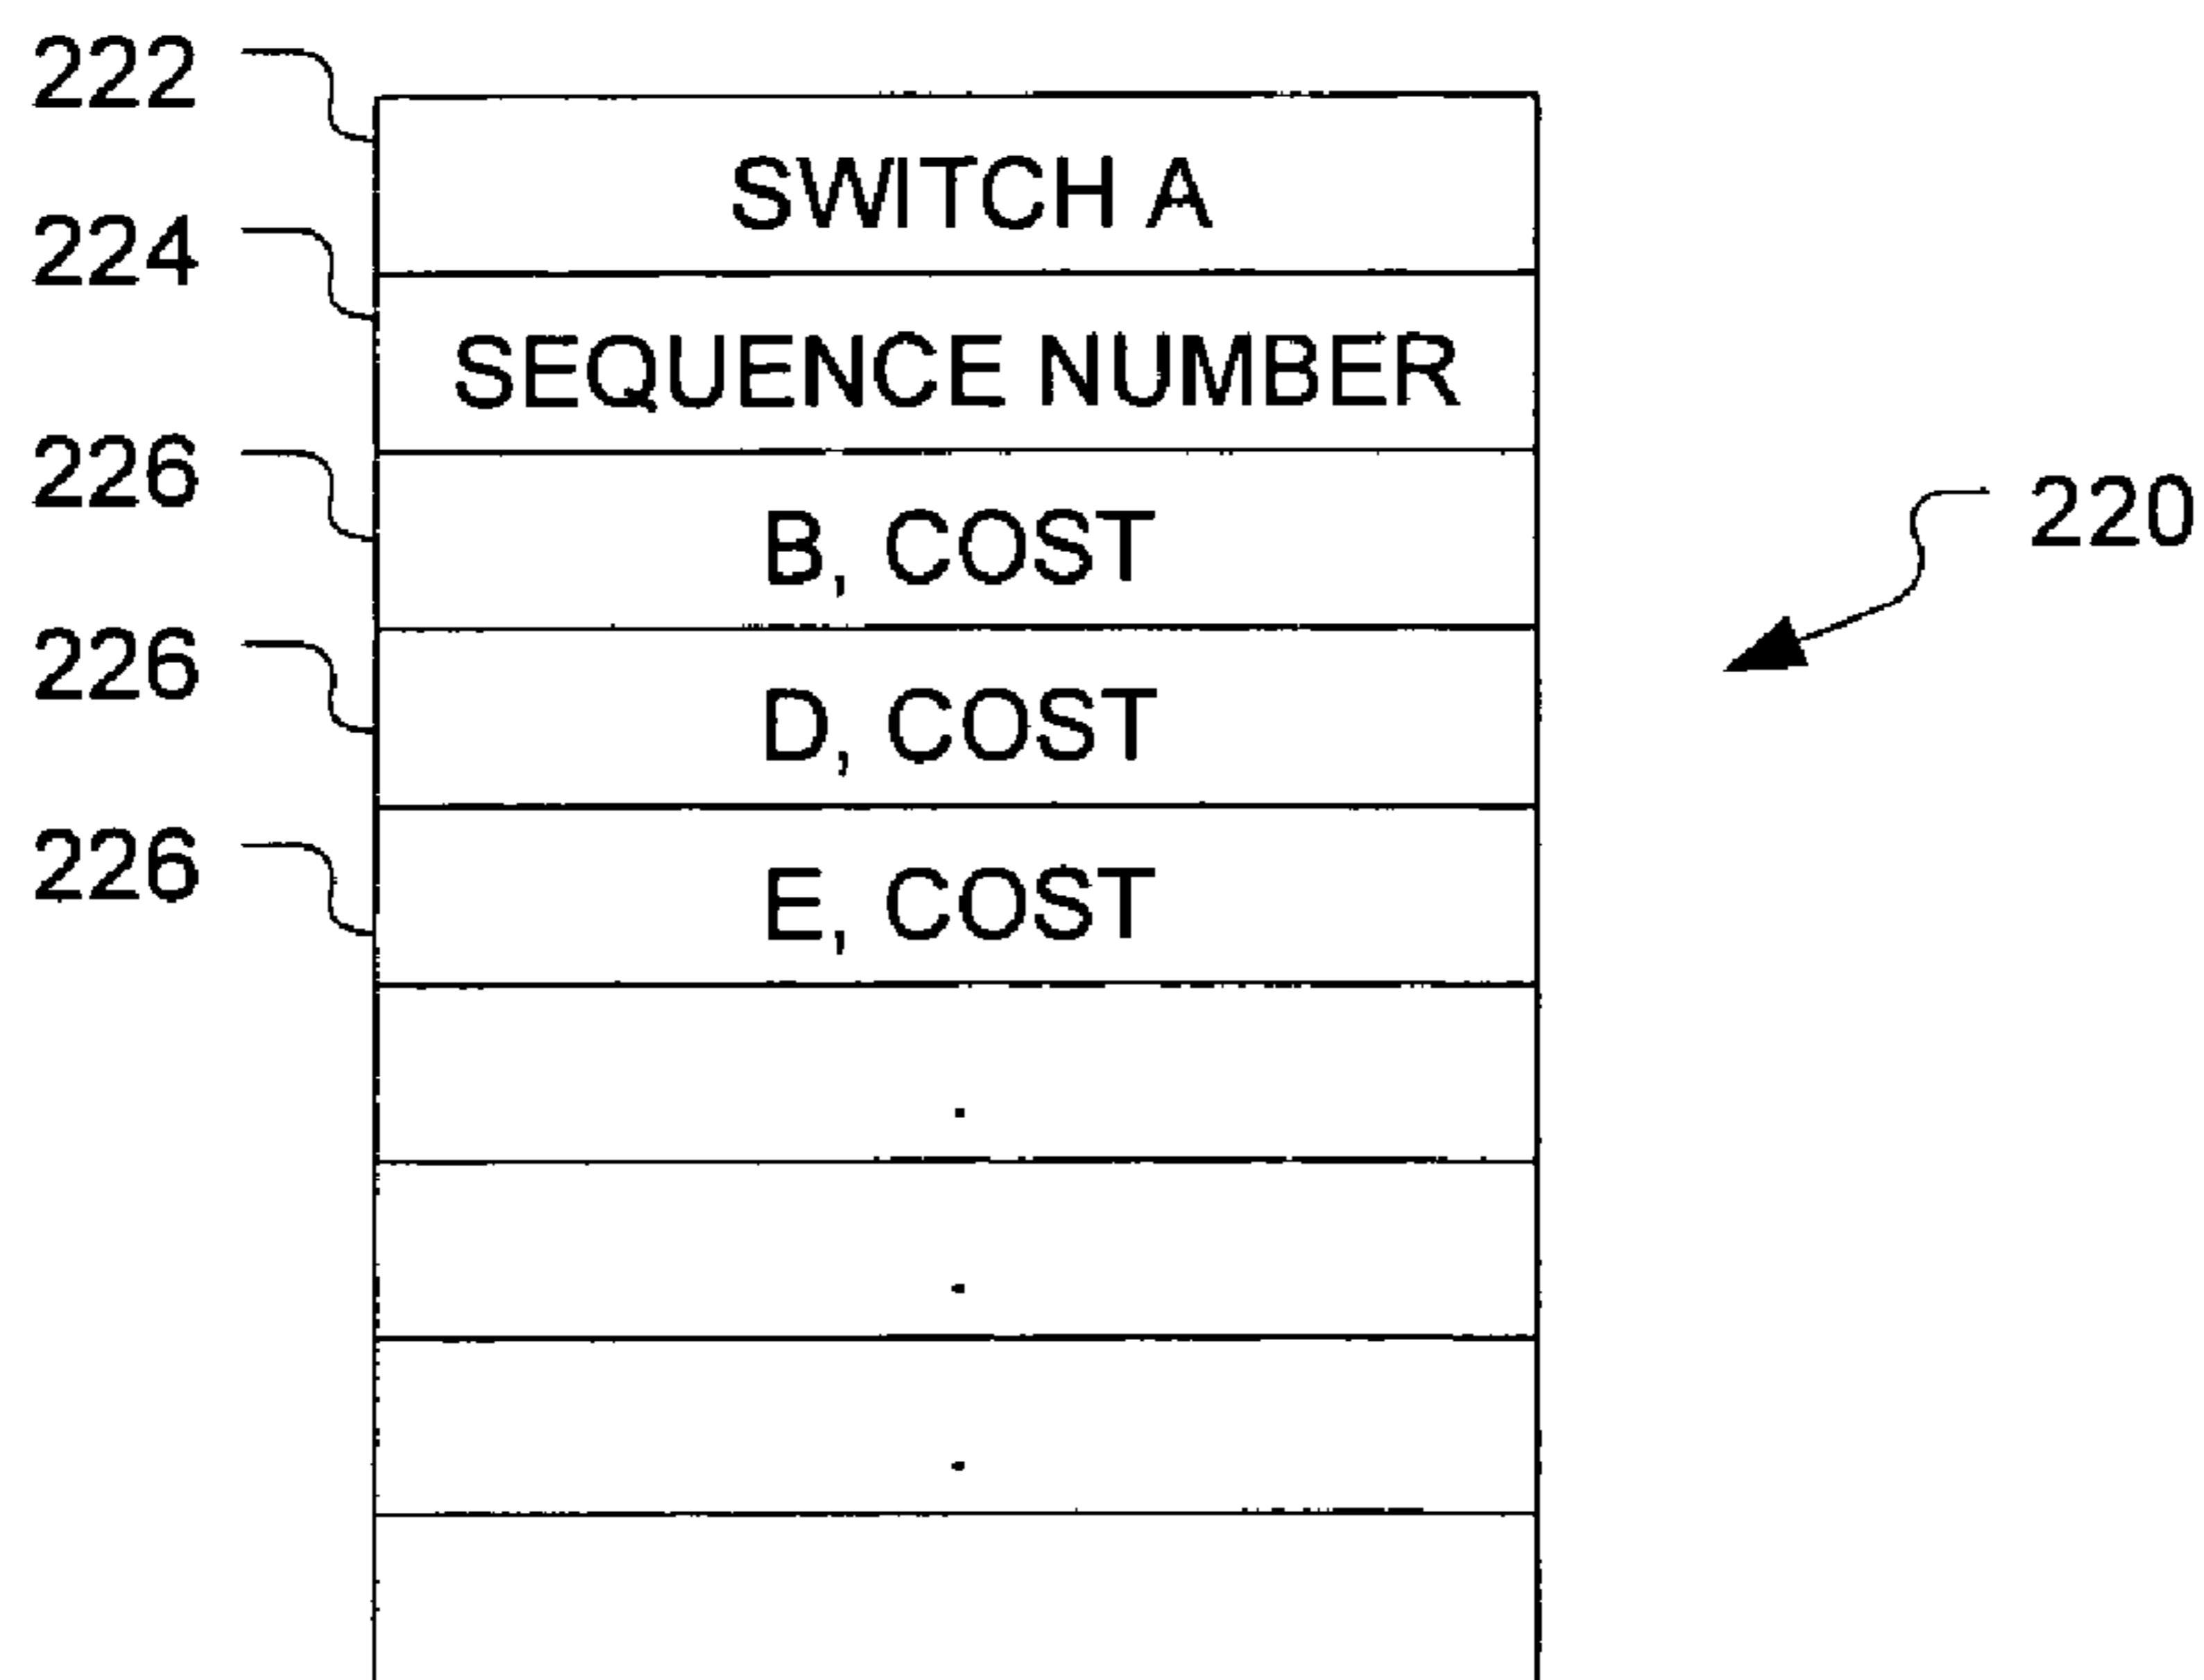 222
SWITCH A
224
SEQUENCE NUMBER
226
B, COST
220
226
D, COST
226
E, COST
.
.
.